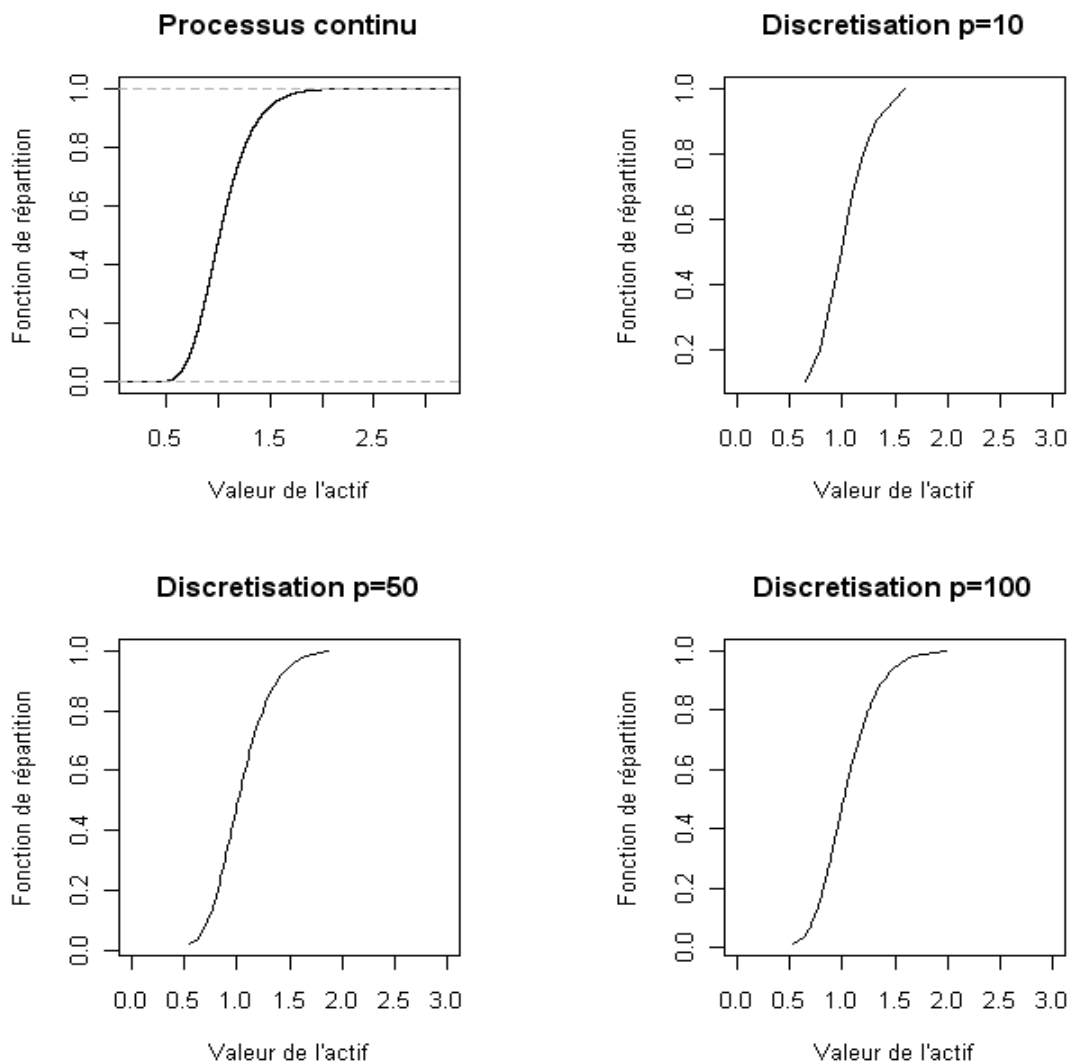 Processus continu
Fonction de répartition
0.0 0.2 0.4 0.6 0.8 1.0
0.5 1.5 2.5
Valeur de l'actif
Discretisation p=10
Fonction de répartition
0.2 0.4 0.6 0.8 1.0
0.0 0.5 1.0 1.5 2.0 2.5 3.0
Valeur de l'actif
Discretisation p=50
Fonction de répartition
0.0 0.2 0.4 0.6 0.8 1.0
0.0 0.5 1.0 1.5 2.0 2.5 3.0
Valeur de l'actif
Discretisation p=100
Fonction de répartition
0.0 0.2 0.4 0.6 0.8 1.0
0.0 0.5 1.0 1.5 2.0 2.5 3.0
Valeur de l'actif